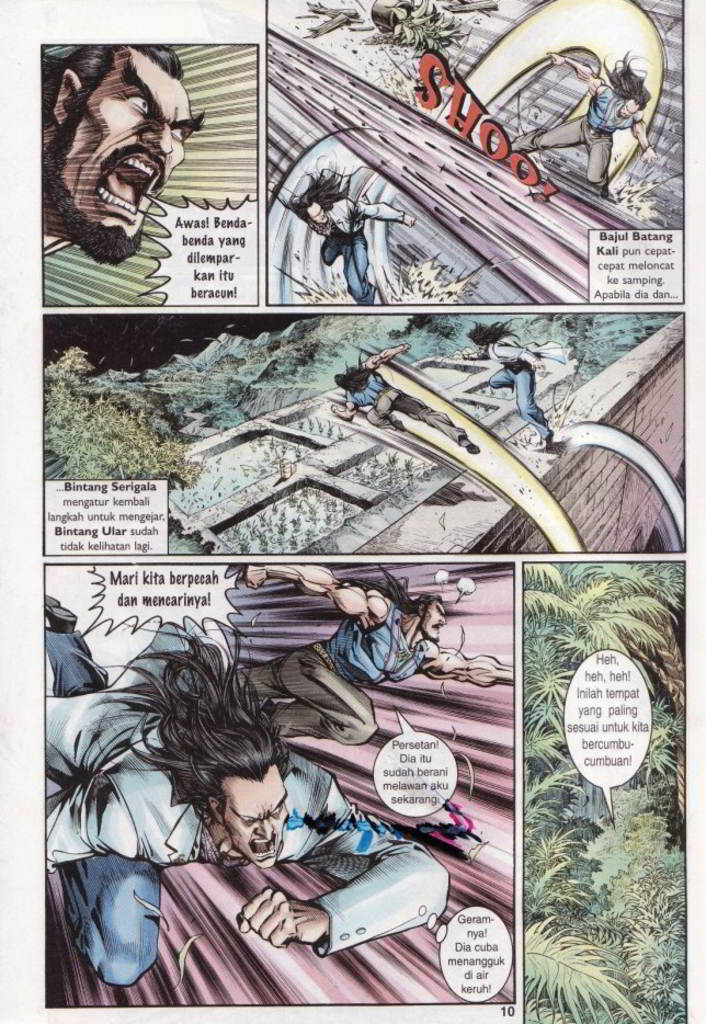 Awas! Benda-
benda yang
dilempar-
kan itu
beracun!
ZOOHS
Bajul Batang
Kali pun cepat-
cepat meloncat
ke samping.
Apabila dia dan...
...Bintang Serigala
mengatur kembali
langkah untuk mengejar,
Bintang Ular sudah
tidak kelihatan lagi.
Mari kita berpecah
dan mencarinya!
Persetan!
Dia itu
sudah berani
melawan aku
sekarang.
Geram-
nya!
Dia cuba
menangguk
di air
keruh!
Heh,
heh, heh!
Inilah tempat
yang paling
sesuai untuk kita
bercumbu-
cumbuan!
10